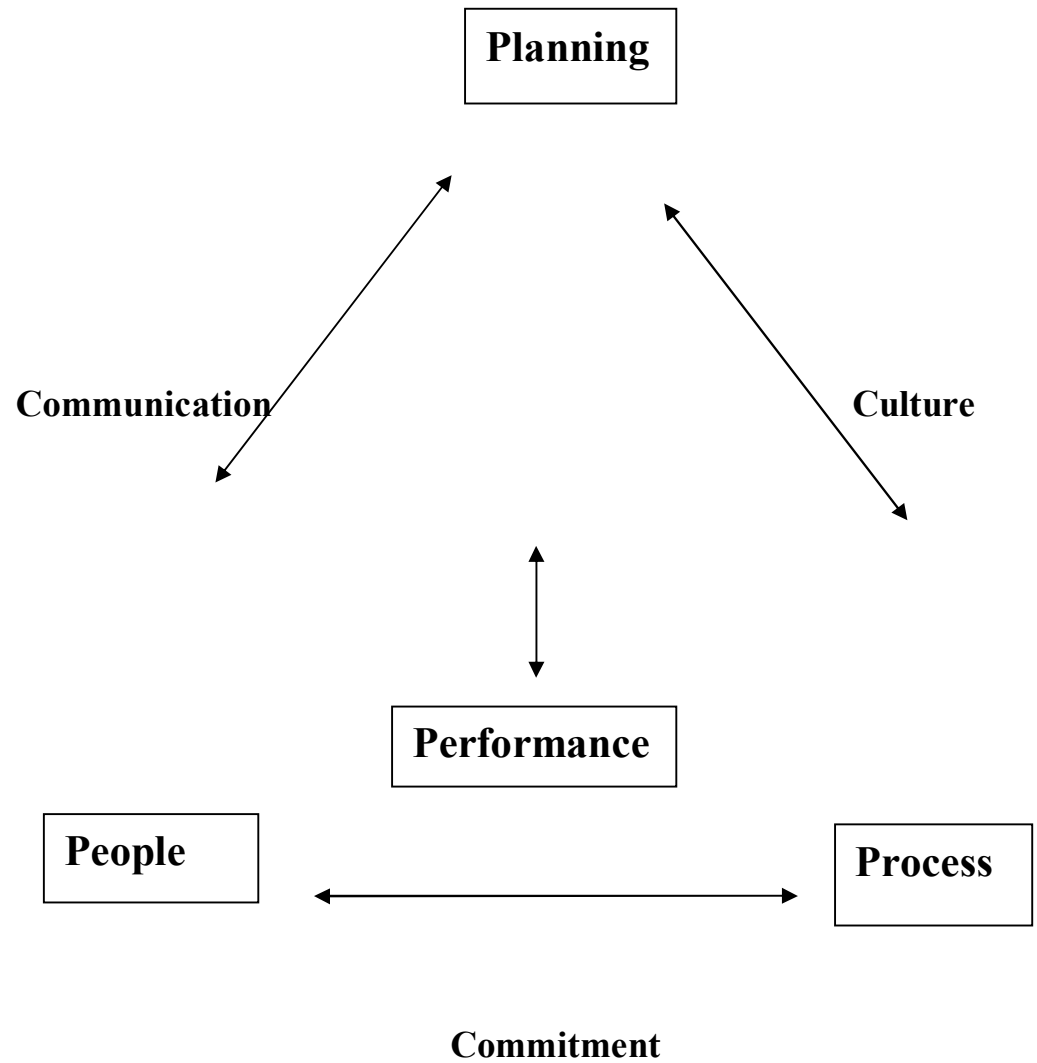 Planning
Communication
Culture
Performance
People
Process
Commitment